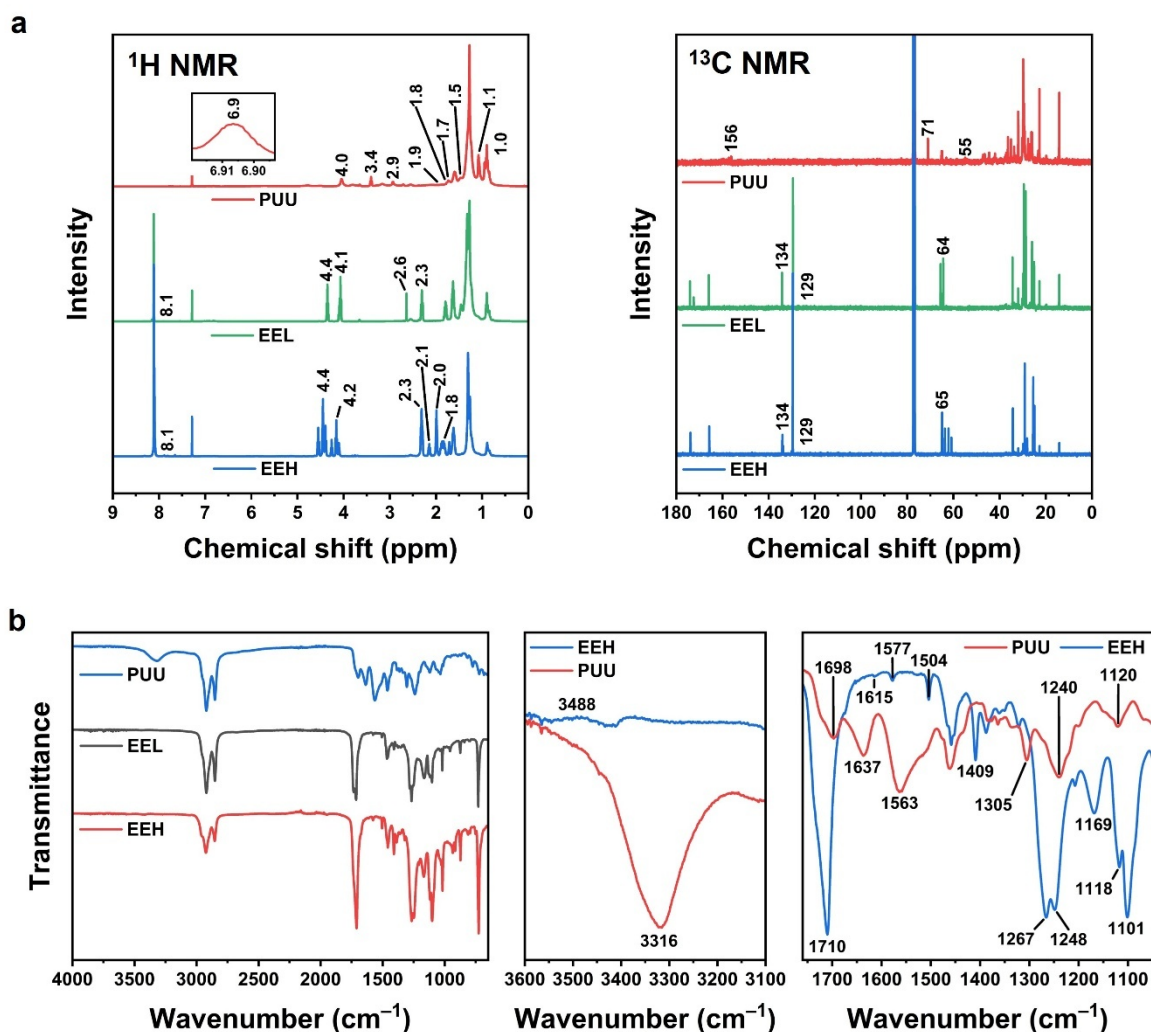 a
¹H NMR
6.9
6.91 6.90
4.0
3.4
2.9
1.9
1.8
1.7
1.5
1.1
1.0
PUU
8.1
4.4
4.1
2.6
2.3
EEL
8.1
4.4
4.2
2.3
2.1
2.0
1.8
EEH
9 8 7 6 5 4 3 2 1 0
Chemical shift (ppm)
Intensity
¹³C NMR
156
71
55
PUU
134
129
64
EEL
134
129
65
EEH
180 160 140 120 100 80 60 40 20 0
Chemical shift (ppm)
Intensity
b
PUU
EEL
EEH
4000 3500 3000 2500 2000 1500 1000
Wavenumber (cm⁻¹)
Transmittance
EEH
PUU
3488
3316
3600 3500 3400 3300 3200 3100
Wavenumber (cm⁻¹)
PUU EEH
1698
1615
1577
1504
1240
1120
1637
1563
1409
1305
1169
1118
1710
1267
1248
1101
1700 1600 1500 1400 1300 1200 1100
Wavenumber (cm⁻¹)